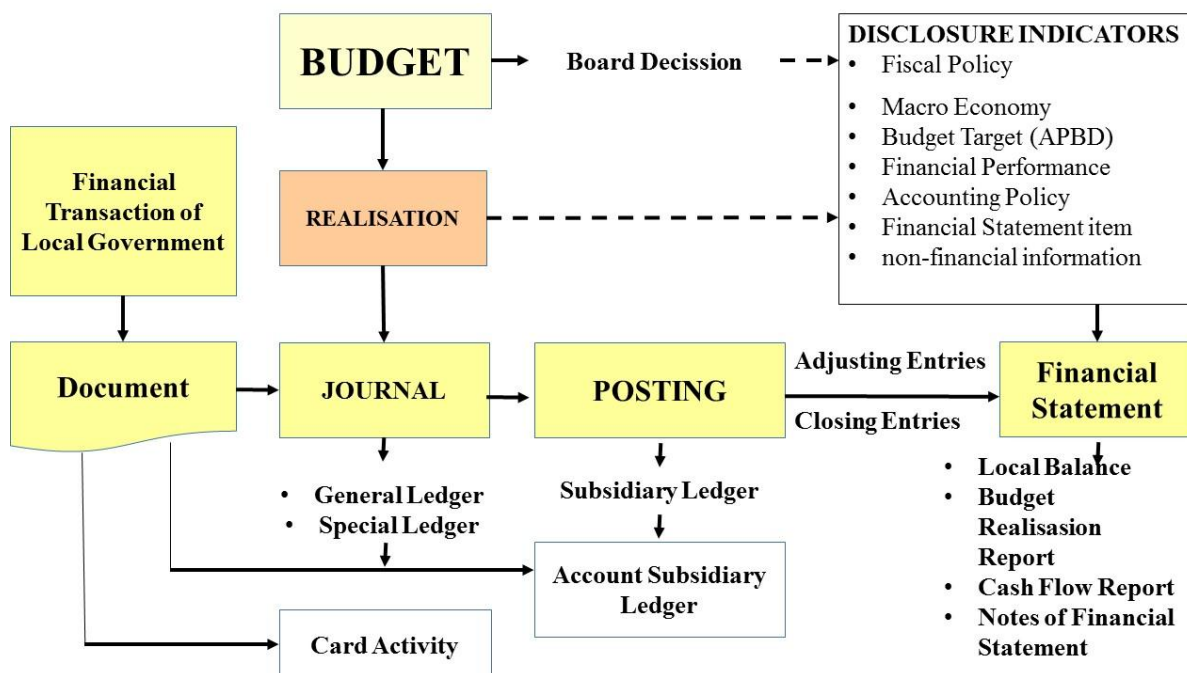 BUDGET
Board Decission
DISCLOSURE INDICATORS
• Fiscal Policy
• Macro Economy
• Budget Target (APBD)
• Financial Performance
• Accounting Policy
• Financial Statement item
• non-financial information
Financial
Transaction of
Local Government
REALISATION
Document
JOURNAL
POSTING
Adjusting Entries
Closing Entries
Financial
Statement
• General Ledger
• Special Ledger
Subsidiary Ledger
• Local Balance
• Budget
Realisasion
Report
• Cash Flow Report
• Notes of Financial
Statement
Account Subsidiary
Ledger
Card Activity